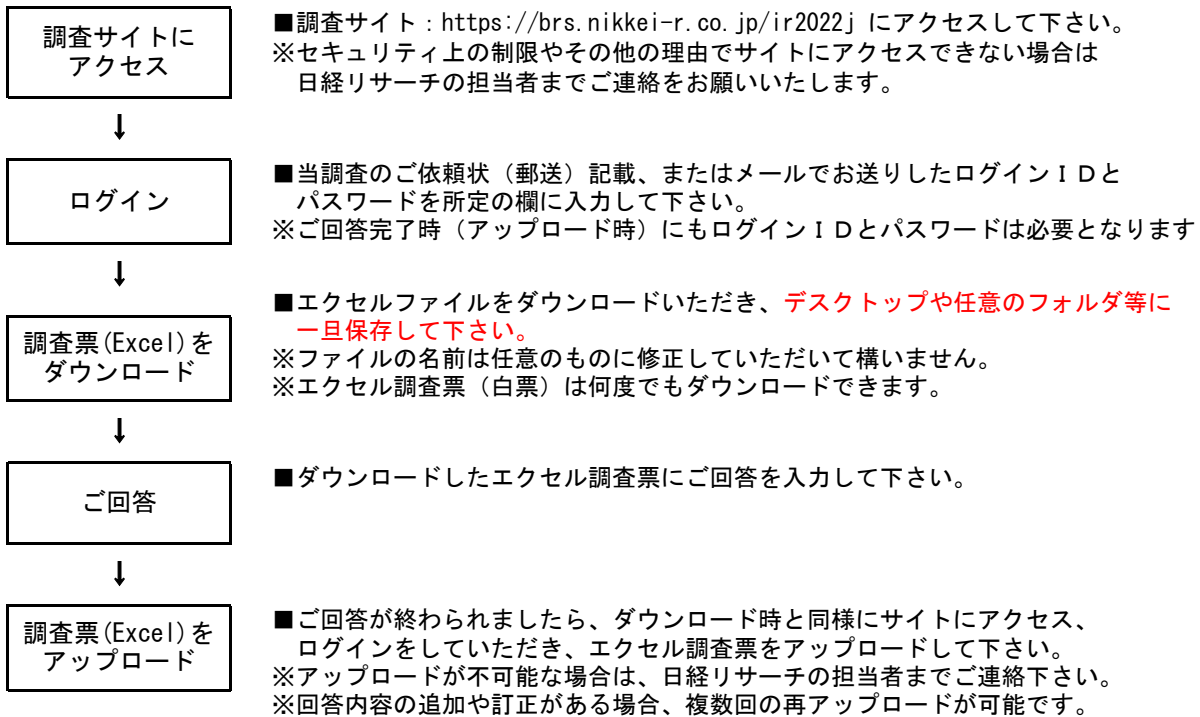 調査サイトに
アクセス
■調査サイト：https://brs.nikkei-r.co.jp/ir2022j にアクセスして下さい。
※セキュリティ上の制限やその他の理由でサイトにアクセスできない場合は
日経リサーチの担当者までご連絡をお願いいたします。
↓
ログイン
■当調査のご依頼状（郵送）記載、またはメールでお送りしたログインＩＤと
パスワードを所定の欄に入力して下さい。
※ご回答完了時（アップロード時）にもログインＩＤとパスワードは必要となります
↓
調査票(Excel)を
ダウンロード
■エクセルファイルをダウンロードいただき、デスクトップや任意のフォルダ等に
一旦保存して下さい。
※ファイルの名前は任意のものに修正していただいて構いません。
※エクセル調査票（白票）は何度でもダウンロードできます。
↓
ご回答
■ダウンロードしたエクセル調査票にご回答を入力して下さい。
↓
調査票(Excel)を
アップロード
■ご回答が終わられましたら、ダウンロード時と同様にサイトにアクセス、
ログインをしていただき、エクセル調査票をアップロードして下さい。
※アップロードが不可能な場合は、日経リサーチの担当者までご連絡下さい。
※回答内容の追加や訂正がある場合、複数回の再アップロードが可能です。